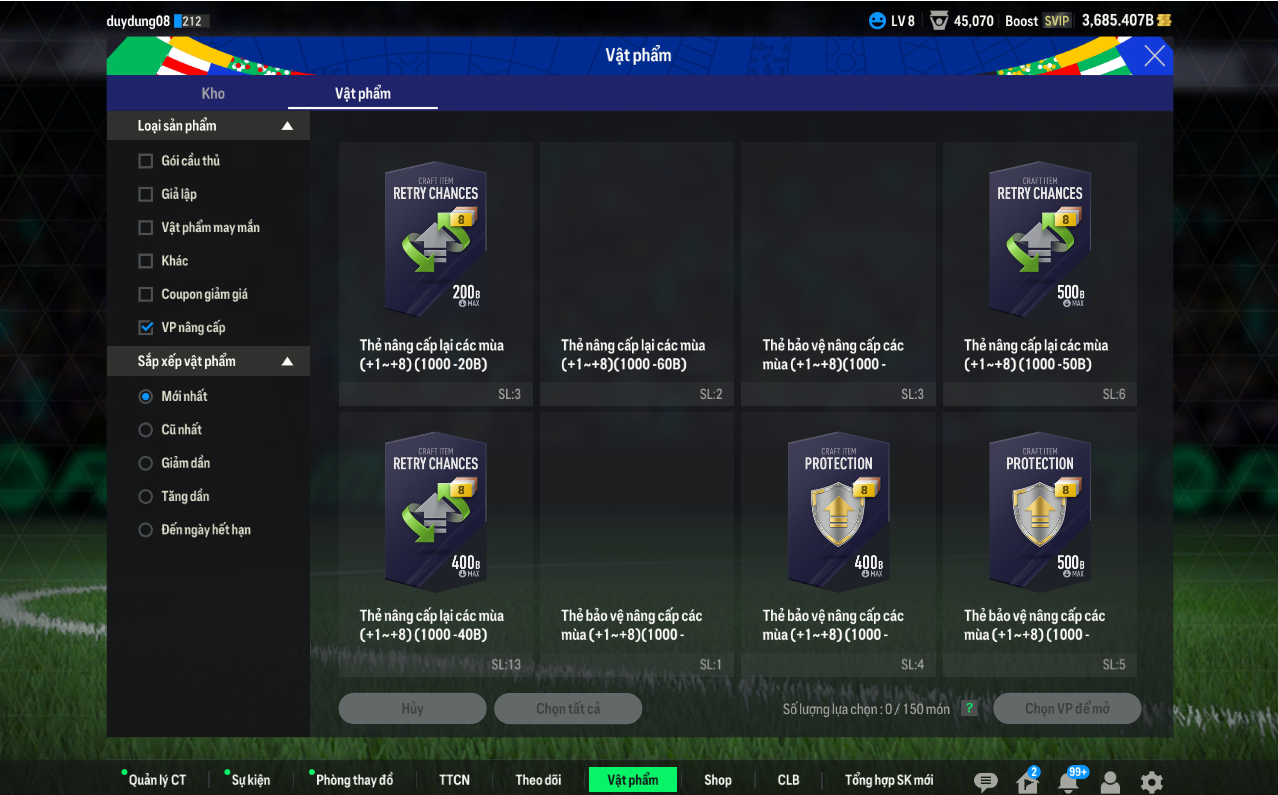 duydung08 212
LV 8 45,070 Boost SVIP 3,685.407B
Vật phẩm
Kho Vật phẩm
Loại sản phẩm
Gói cầu thủ
Giả lập
Vật phẩm may mắn
Khác
Coupon giảm giá
VP nâng cấp
Sắp xếp vật phẩm
Mới nhất
Cũ nhất
Giảm dần
Tăng dần
Đến ngày hết hạn
CRAFT ITEM
RETRY CHANCES
8
200B
MAX
Thẻ nâng cấp lại các mùa
(+1~+8) (1000 -20B)
SL:3
Thẻ nâng cấp lại các mùa
(+1~+8)(1000 -60B)
SL:2
Thẻ bảo vệ nâng cấp các
mùa (+1~+8)(1000 -
SL:3
CRAFT ITEM
RETRY CHANCES
8
500B
MAX
Thẻ nâng cấp lại các mùa
(+1~+8) (1000 -50B)
SL:6
CRAFT ITEM
RETRY CHANCES
8
400B
MAX
Thẻ nâng cấp lại các mùa
(+1~+8) (1000 -40B)
SL:13
Thẻ bảo vệ nâng cấp các
mùa (+1~+8)(1000 -
SL:1
CRAFT ITEM
PROTECTION
8
400B
MAX
Thẻ bảo vệ nâng cấp các
mùa (+1~+8) (1000 -
SL:4
CRAFT ITEM
PROTECTION
8
500B
MAX
Thẻ bảo vệ nâng cấp các
mùa (+1~+8) (1000 -
SL:5
Hủy Chọn tất cả Số lượng lựa chọn : 0 / 150 món ? Chọn VP để mở
Quản lý CT Sự kiện Phòng thay đồ TTCN Theo dõi Vật phẩm Shop CLB Tổng hợp SK mới 2 99+